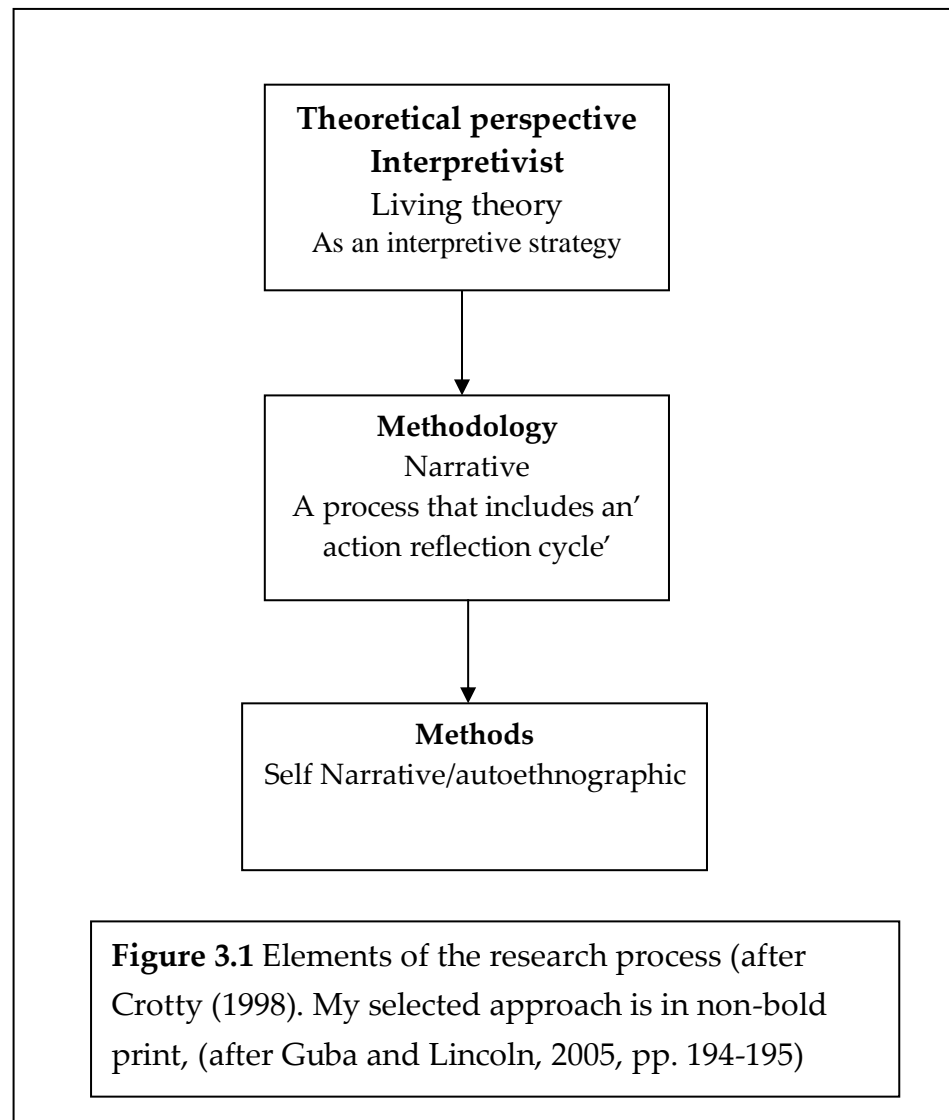 Theoretical perspective
Interpretivist
Living theory
As an interpretive strategy
Methodology
Narrative
A process that includes an’
action reflection cycle’
Methods
Self Narrative/autoethnographic
Figure 3.1 Elements of the research process (after
Crotty (1998). My selected approach is in non-bold
print, (after Guba and Lincoln, 2005, pp. 194-195)